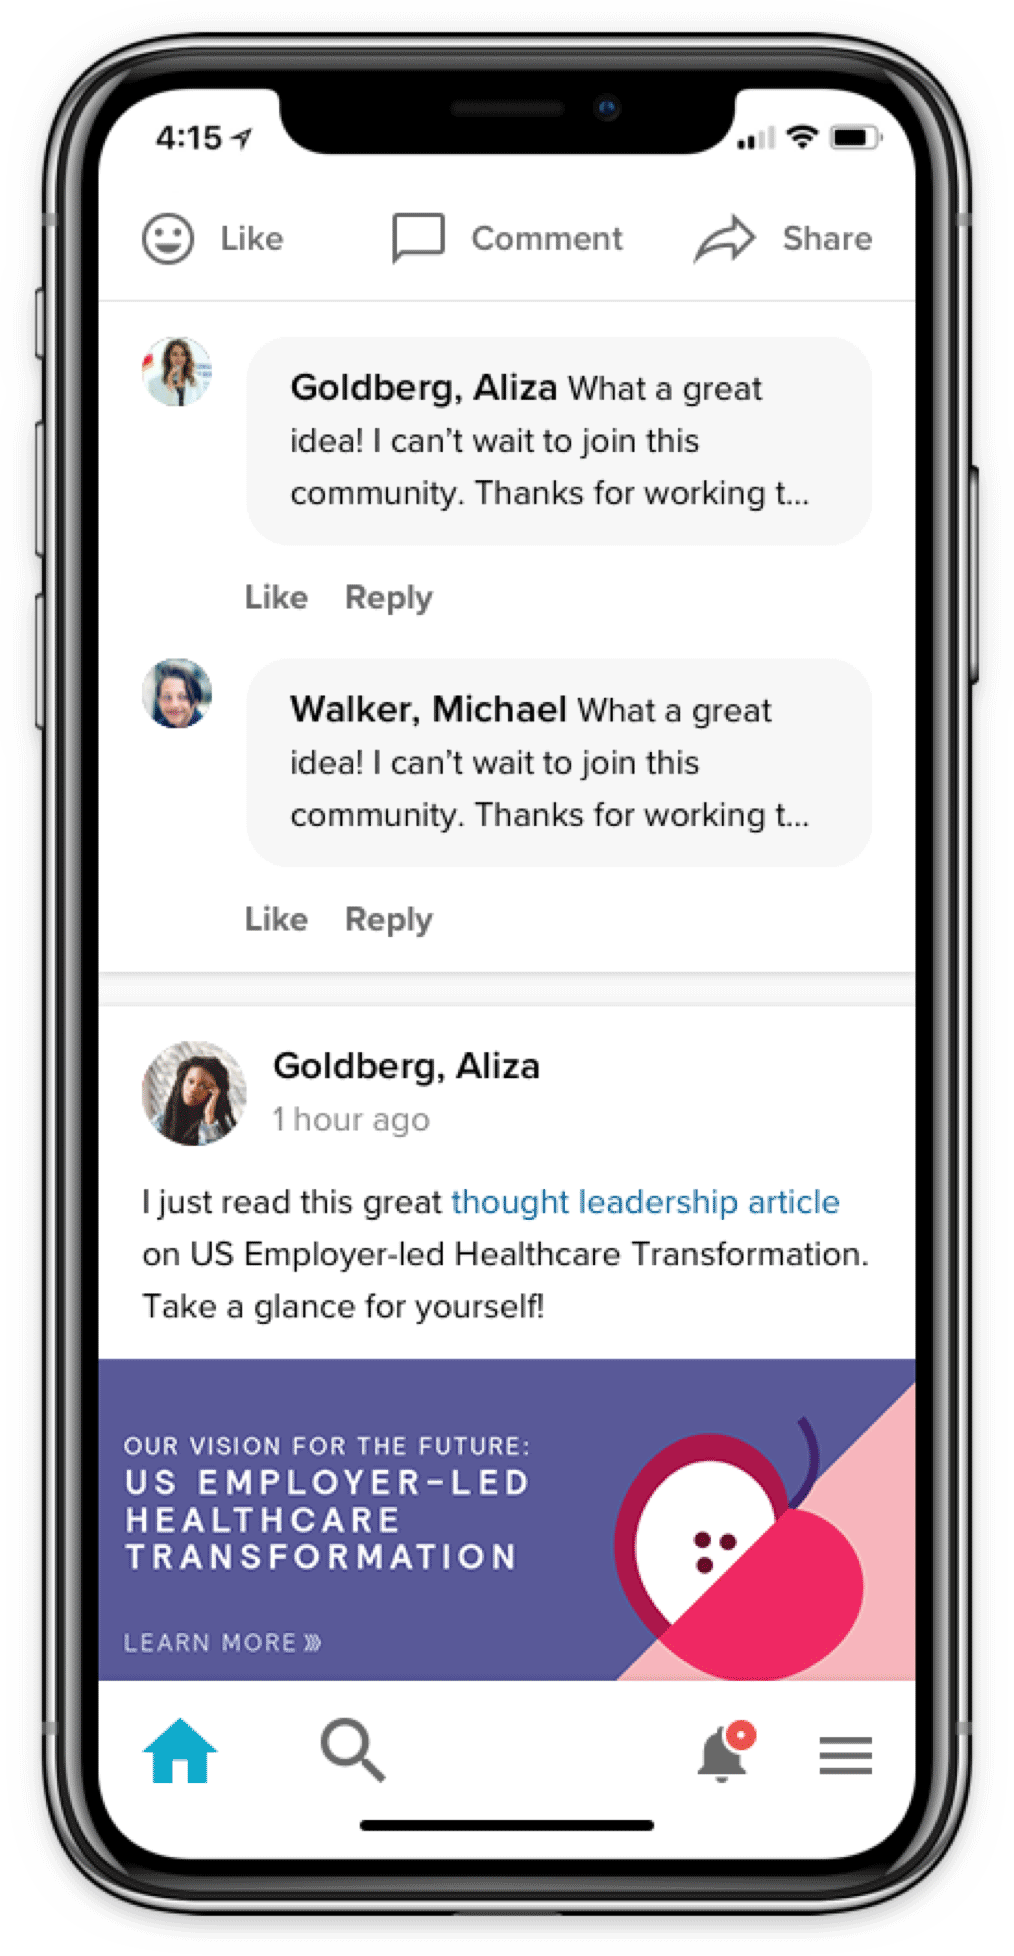 4:15
Like Comment Share
Goldberg, Aliza What a great
idea! I can't wait to join this
community. Thanks for working t...
Like Reply
Walker, Michael What a great
idea! I can't wait to join this
community. Thanks for working t...
Like Reply
Goldberg, Aliza
1 hour ago
I just read this great thought leadership article
on US Employer-led Healthcare Transformation.
Take a glance for yourself!
OUR VISION FOR THE FUTURE:
US EMPLOYER-LED
HEALTHCARE
TRANSFORMATION
LEARN MORE